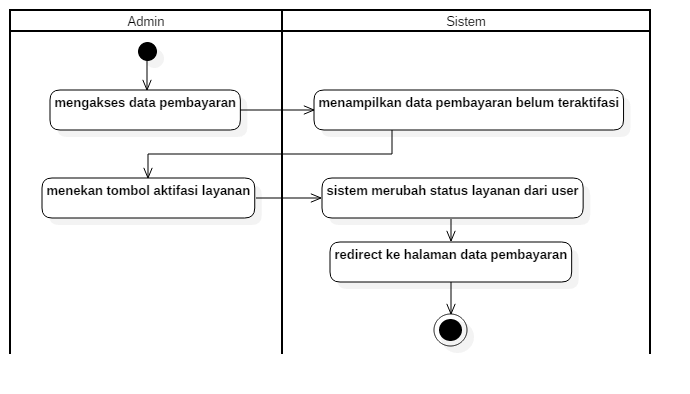 Admin
Sistem
mengakses data pembayaran
menampilkan data pembayaran belum teraktifasi
menekan tombol aktifasi layanan
sistem merubah status layanan dari user
redirect ke halaman data pembayaran